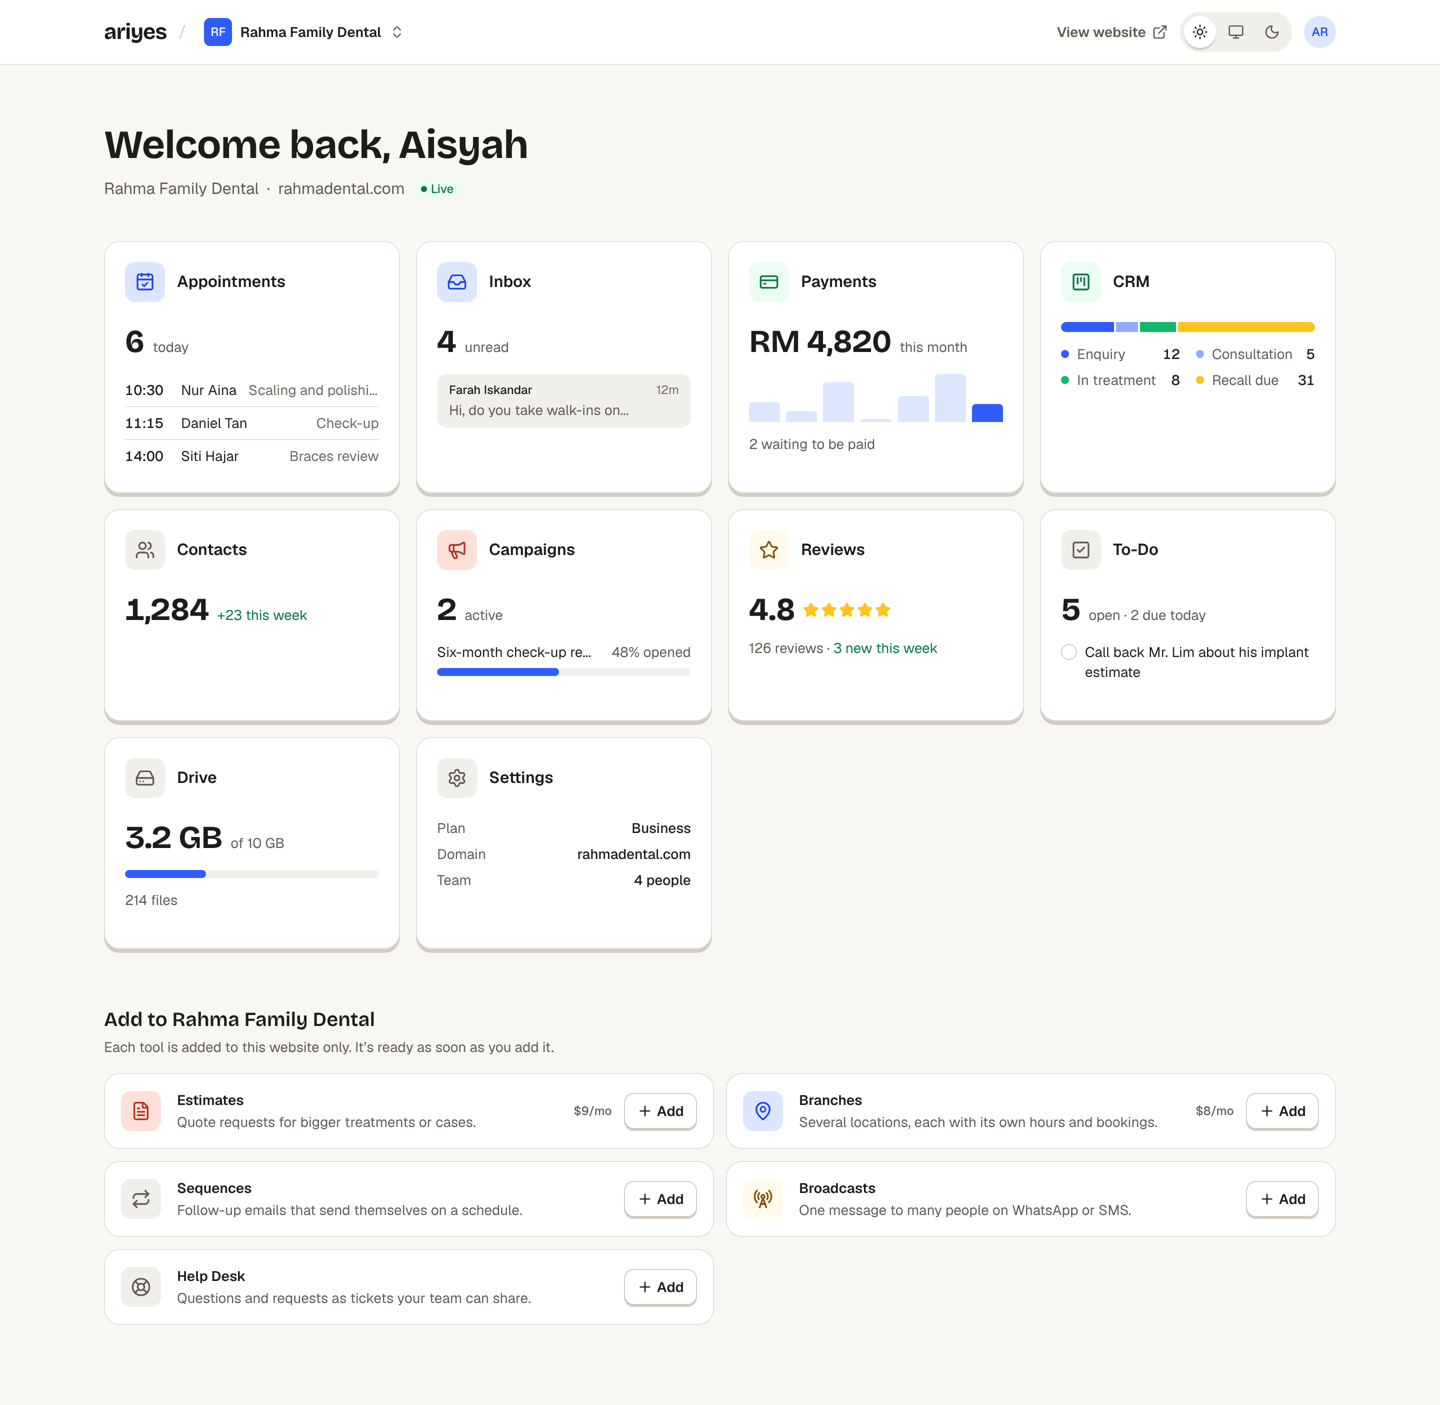 ariyes / RF Rahma Family Dental
View website
AR
Welcome back, Aisyah
Rahma Family Dental · rahmadental.com Live
Appointments
6 today
10:30 Nur Aina Scaling and polishi...
11:15 Daniel Tan Check-up
14:00 Siti Hajar Braces review
Inbox
4 unread
Farah Iskandar 12m
Hi, do you take walk-ins on...
Payments
RM 4,820 this month
2 waiting to be paid
CRM
Enquiry 12 Consultation 5
In treatment 8 Recall due 31
Contacts
1,284 +23 this week
Campaigns
2 active
Six-month check-up re... 48% opened
Reviews
4.8
126 reviews · 3 new this week
To-Do
5 open · 2 due today
Call back Mr. Lim about his implant
estimate
Drive
3.2 GB of 10 GB
214 files
Settings
Plan Business
Domain rahmadental.com
Team 4 people
Add to Rahma Family Dental
Each tool is added to this website only. It's ready as soon as you add it.
Estimates
Quote requests for bigger treatments or cases.
$9/mo + Add
Branches
Several locations, each with its own hours and bookings.
$8/mo + Add
Sequences
Follow-up emails that send themselves on a schedule.
+ Add
Broadcasts
One message to many people on WhatsApp or SMS.
+ Add
Help Desk
Questions and requests as tickets your team can share.
+ Add